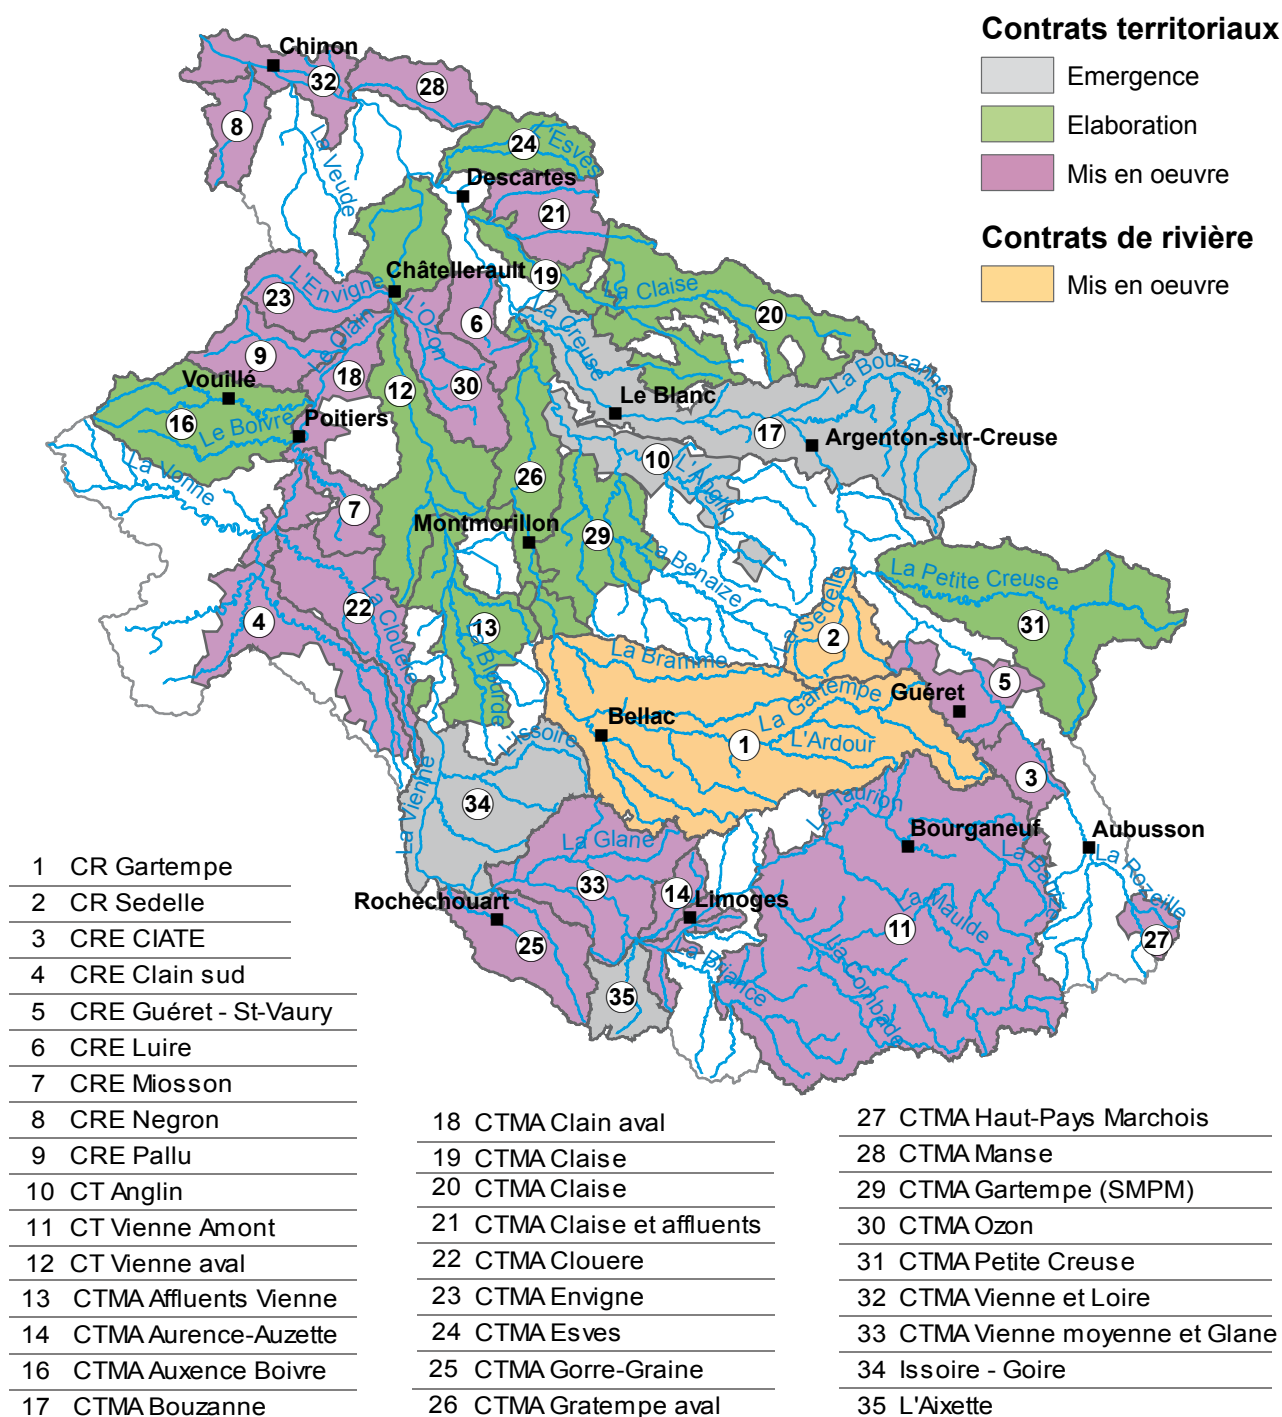 Contrats territoriaux
Emergence
Elaboration
Mis en oeuvre
Contrats de rivière
Mis en oeuvre
Chinon
32
28
8
La Veude
24
L'Esves
Descartes
21
Châtellerault
19
La Claise
20
L'Envigne
23
L'Ozon
6
La Creuse
Le Clain
9
18
12
30
La Bouzanne
Vouillé
Le Blanc
16
Le Boivre
Poitiers
17
Argenton-sur-Creuse
La Vonne
10
L'Anglin
26
7
Montmorillon
29
La Benaize
La Petite Creuse
31
La Sedelle
2
4
22
La Clouere
13
La Blourde
La Bramme
5
Guéret
La Gartempe
Bellac
1
L'Ardour
L'Issoire
3
34
La Vienne
Le Taurion
Bourganeuf
La Banize
Aubusson
La Rozeille
La Glane
33
14
Limoges
Rochechouart
25
La Maulde
11
27
La Briance
La Combade
35
1 CR Gartempe
2 CR Sedelle
3 CRE CIATE
4 CRE Clain sud
5 CRE Guéret - St-Vaury
6 CRE Luire
7 CRE Miosson
8 CRE Negron
9 CRE Pallu
10 CT Anglin
11 CT Vienne Amont
12 CT Vienne aval
13 CTMA Affluents Vienne
14 CTMA Aurence-Auzette
16 CTMA Auxence Boivre
17 CTMA Bouzanne
18 CTMA Clain aval
19 CTMA Claise
20 CTMA Claise
21 CTMA Claise et affluents
22 CTMA Clouere
23 CTMA Envigne
24 CTMA Esves
25 CTMA Gorre-Graine
26 CTMA Gratempe aval
27 CTMA Haut-Pays Marchois
28 CTMA Manse
29 CTMA Gartempe (SMPM)
30 CTMA Ozon
31 CTMA Petite Creuse
32 CTMA Vienne et Loire
33 CTMA Vienne moyenne et Glane
34 Issoire - Goire
35 L'Aixette